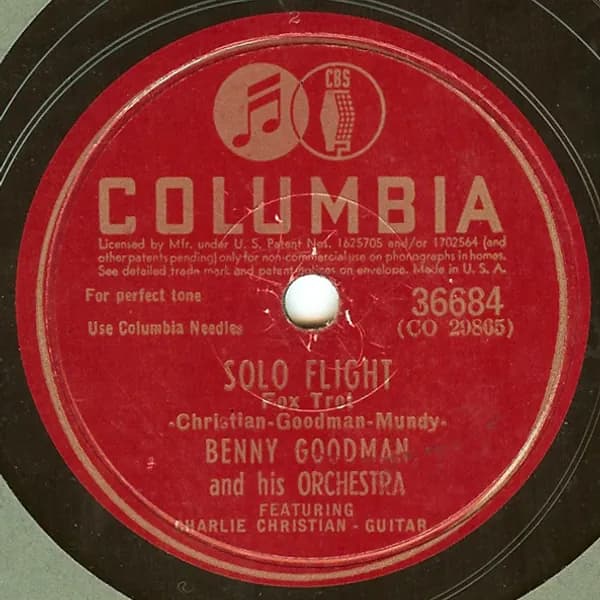 2
CBS
COLUMBIA
Licensed by Mfr. under U. S. Patent Nos. 1625705 and/or 1702564 (and
other patents pending) only for non-commercial use on phonographs in homes.
See detailed trade mark and patent notices on envelope. Made in U. S. A.
For perfect tone
Use Columbia Needles
36684
(CO 29865)
SOLO FLIGHT
Fox Trot
-Christian-Goodman-Mundy-
BENNY GOODMAN
and his ORCHESTRA
FEATURING
CHARLIE CHRISTIAN - GUITAR